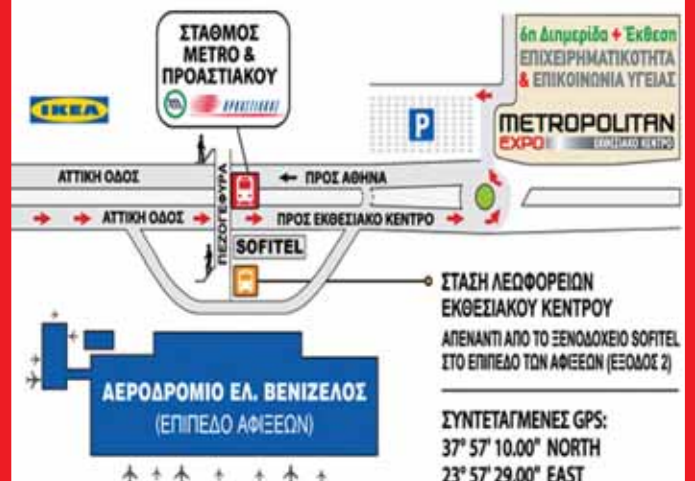 ΣΤΑΘΜΟΣ
METRO &
ΠΡΟΑΣΤΙΑΚΟΥ
ΠΡΟΑΣΤΙΑΚΟΣ
6η Διημερίδα + Έκθεση
ΕΠΙΧΕΙΡΗΜΑΤΙΚΟΤΗΤΑ
& ΕΠΙΚΟΙΝΩΝΙΑ ΥΓΕΙΑΣ
METROPOLITAN
EXPO ΕΚΘΕΣΙΑΚΟ ΚΕΝΤΡΟ
IKEA
P
ΑΤΤΙΚΗ ΟΔΟΣ
ΠΡΟΣ ΑΘΗΝΑ
ΠΕΖΟΓΕΦΥΡΑ
ΑΤΤΙΚΗ ΟΔΟΣ
ΠΡΟΣ ΕΚΘΕΣΙΑΚΟ ΚΕΝΤΡΟ
SOFITEL
ΣΤΑΣΗ ΛΕΩΦΟΡΕΙΩΝ
ΕΚΘΕΣΙΑΚΟΥ ΚΕΝΤΡΟΥ
ΑΠΕΝΑΝΤΙ ΑΠΟ ΤΟ ΞΕΝΟΔΟΧΕΙΟ SOFITEL
ΣΤΟ ΕΠΙΠΕΔΟ ΤΩΝ ΑΦΙΞΕΩΝ (ΕΞΟΔΟΣ 2)
ΑΕΡΟΔΡΟΜΙΟ ΕΛ. ΒΕΝΙΖΕΛΟΣ
(ΕΠΙΠΕΔΟ ΑΦΙΞΕΩΝ)
ΣΥΝΤΕΤΑΓΜΕΝΕΣ GPS:
37° 57' 10.00" NORTH
23° 57' 29.00" EAST